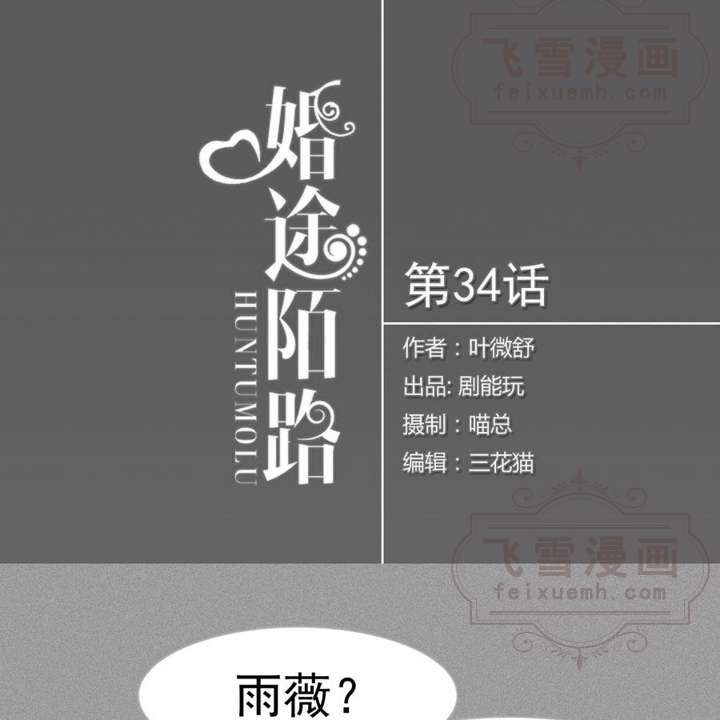 飞雪漫画
feixuemh.com
婚途陌路
HUNTUMOLU
第34话
作者：叶微舒
出品: 剧能玩
摄制：喵总
编辑：三花猫
飞雪漫画
feixuemh.com
雨薇？